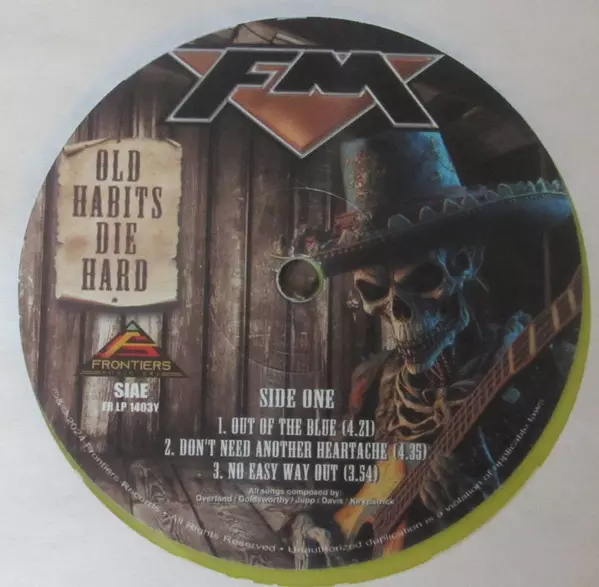 FM
OLD
HABITS
DIE
HARD
FRONTIERS
SIAE
FR LP 1403Y
SIDE ONE
1. OUT OF THE BLUE (4.21)
2. DON'T NEED ANOTHER HEARTACHE (4.35)
3. NO EASY WAY OUT (3.54)
All songs composed by:
Overland / Goldsworthy / Jupp / Davis / Kirkpatrick
2024 Frontiers Records • All Rights Reserved • Unauthorized duplication is a violation of applicable laws